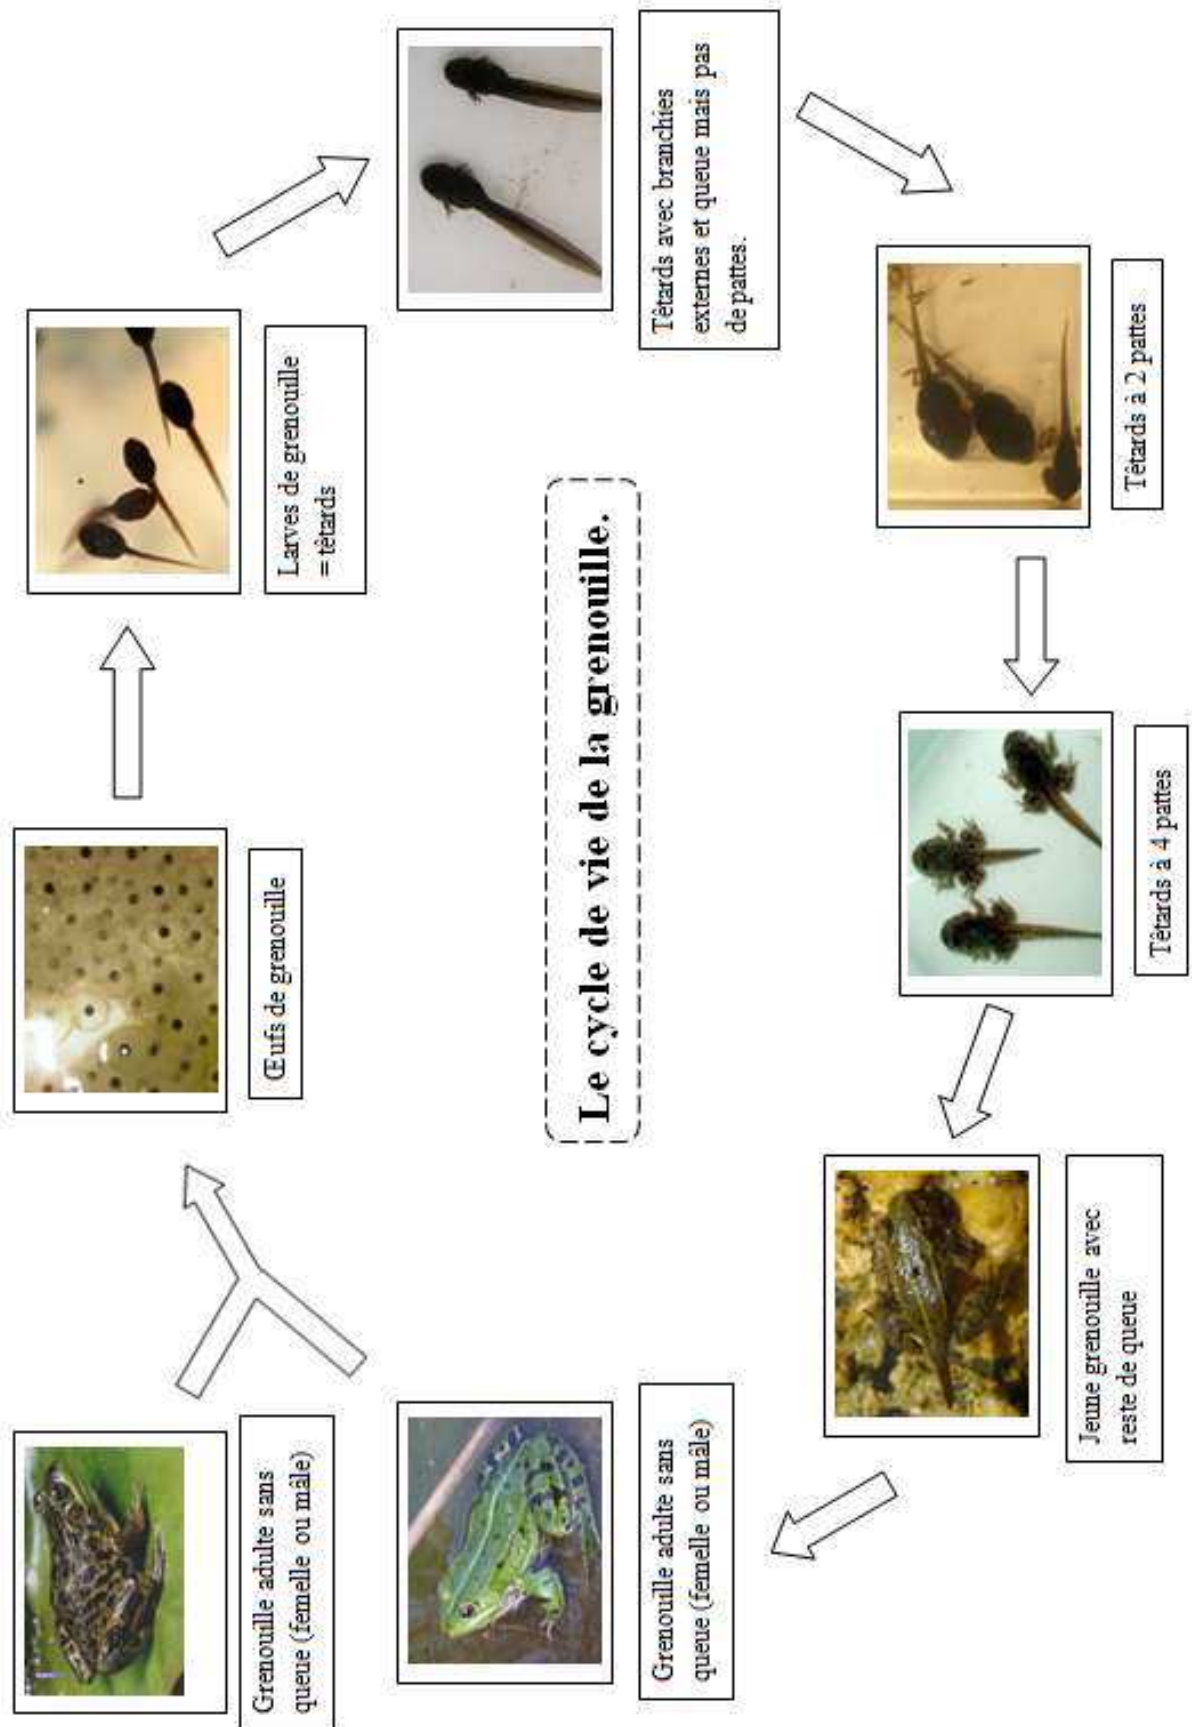 Grenouille adulte sans
queue (femelle ou mâle)
Œufs de grenouille
Larves de grenouille
= têtards
Têtards avec branchies
externes et queue mais pas
de pattes.
Le cycle de vie de la grenouille.
Têtards à 2 pattes
Têtards à 4 pattes
Jeune grenouille avec
reste de queue
Grenouille adulte sans
queue (femelle ou mâle)